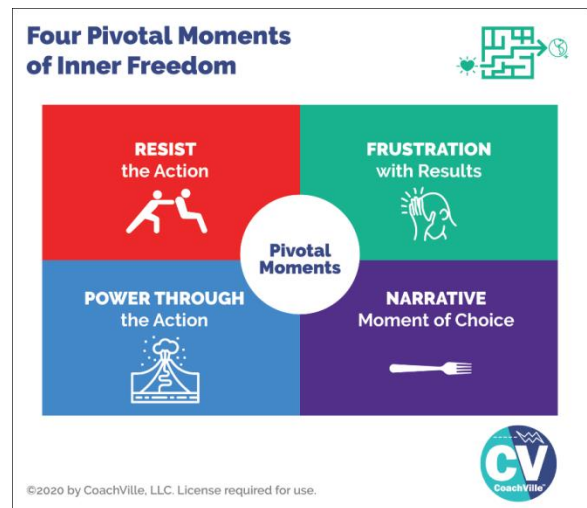 Four Pivotal Moments
of Inner Freedom
RESIST
the Action
FRUSTRATION
with Results
Pivotal
Moments
POWER THROUGH
the Action
NARRATIVE
Moment of Choice
CV
CoachVille
©2020 by CoachVille, LLC. License required for use.